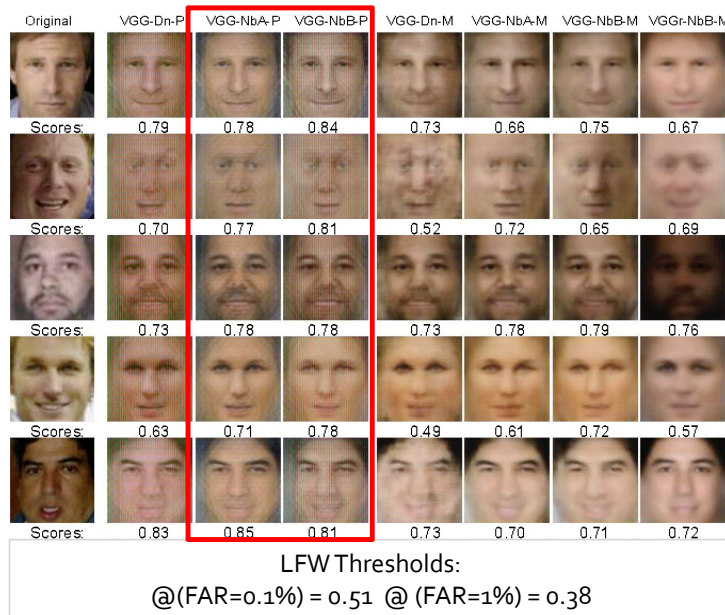 Original VGG-Dn-P VGG-NbA-P VGG-NbB-P VGG-Dn-M VGG-NbA-M VGG-NbB-M VGGr-NbB-M
Scores: 0.79 0.78 0.84 0.73 0.66 0.75 0.67
Scores: 0.70 0.77 0.81 0.52 0.72 0.65 0.69
Scores: 0.73 0.78 0.78 0.73 0.78 0.79 0.76
Scores: 0.63 0.71 0.78 0.49 0.61 0.72 0.57
Scores: 0.83 0.85 0.81 0.73 0.70 0.71 0.72
LFW Thresholds:
@(FAR=0.1%) = 0.51 @ (FAR=1%) = 0.38